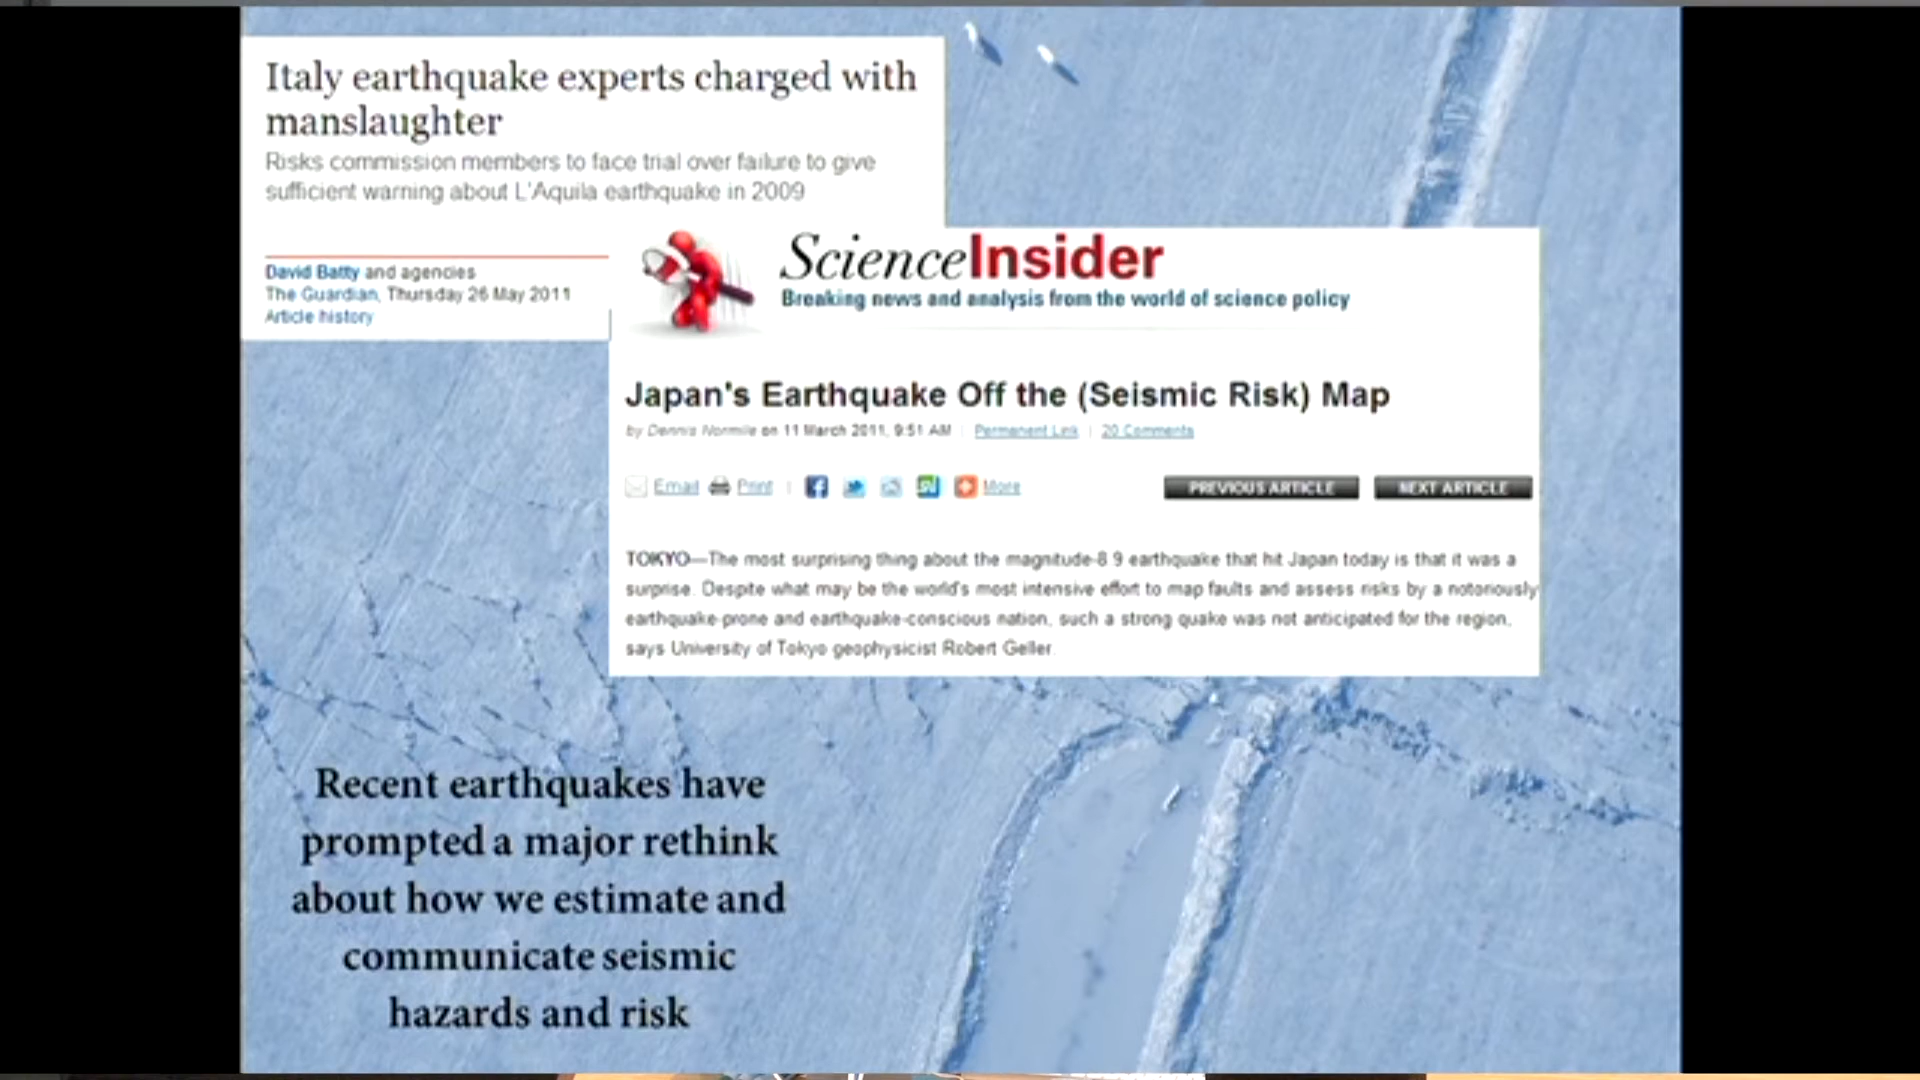 Italy earthquake experts charged with
manslaughter
Risks commission members to face trial over failure to give
sufficient warning about L'Aquila earthquake in 2009
David Batty and agencies
The Guardian, Thursday 26 May 2011
Article history
ScienceInsider
Breaking news and analysis from the world of science policy
Japan's Earthquake Off the (Seismic Risk) Map
by Dennis Normile on 11 March 2011, 9:51 AM | Permanent Link | 20 Comments
Email Print | More
PREVIOUS ARTICLE NEXT ARTICLE
TOKYO—The most surprising thing about the magnitude-8.9 earthquake that hit Japan today is that it was a
surprise. Despite what may be the world's most intensive effort to map faults and assess risks by a notoriously
earthquake-prone and earthquake-conscious nation, such a strong quake was not anticipated for the region,
says University of Tokyo geophysicist Robert Geller.
Recent earthquakes have
prompted a major rethink
about how we estimate and
communicate seismic
hazards and risk